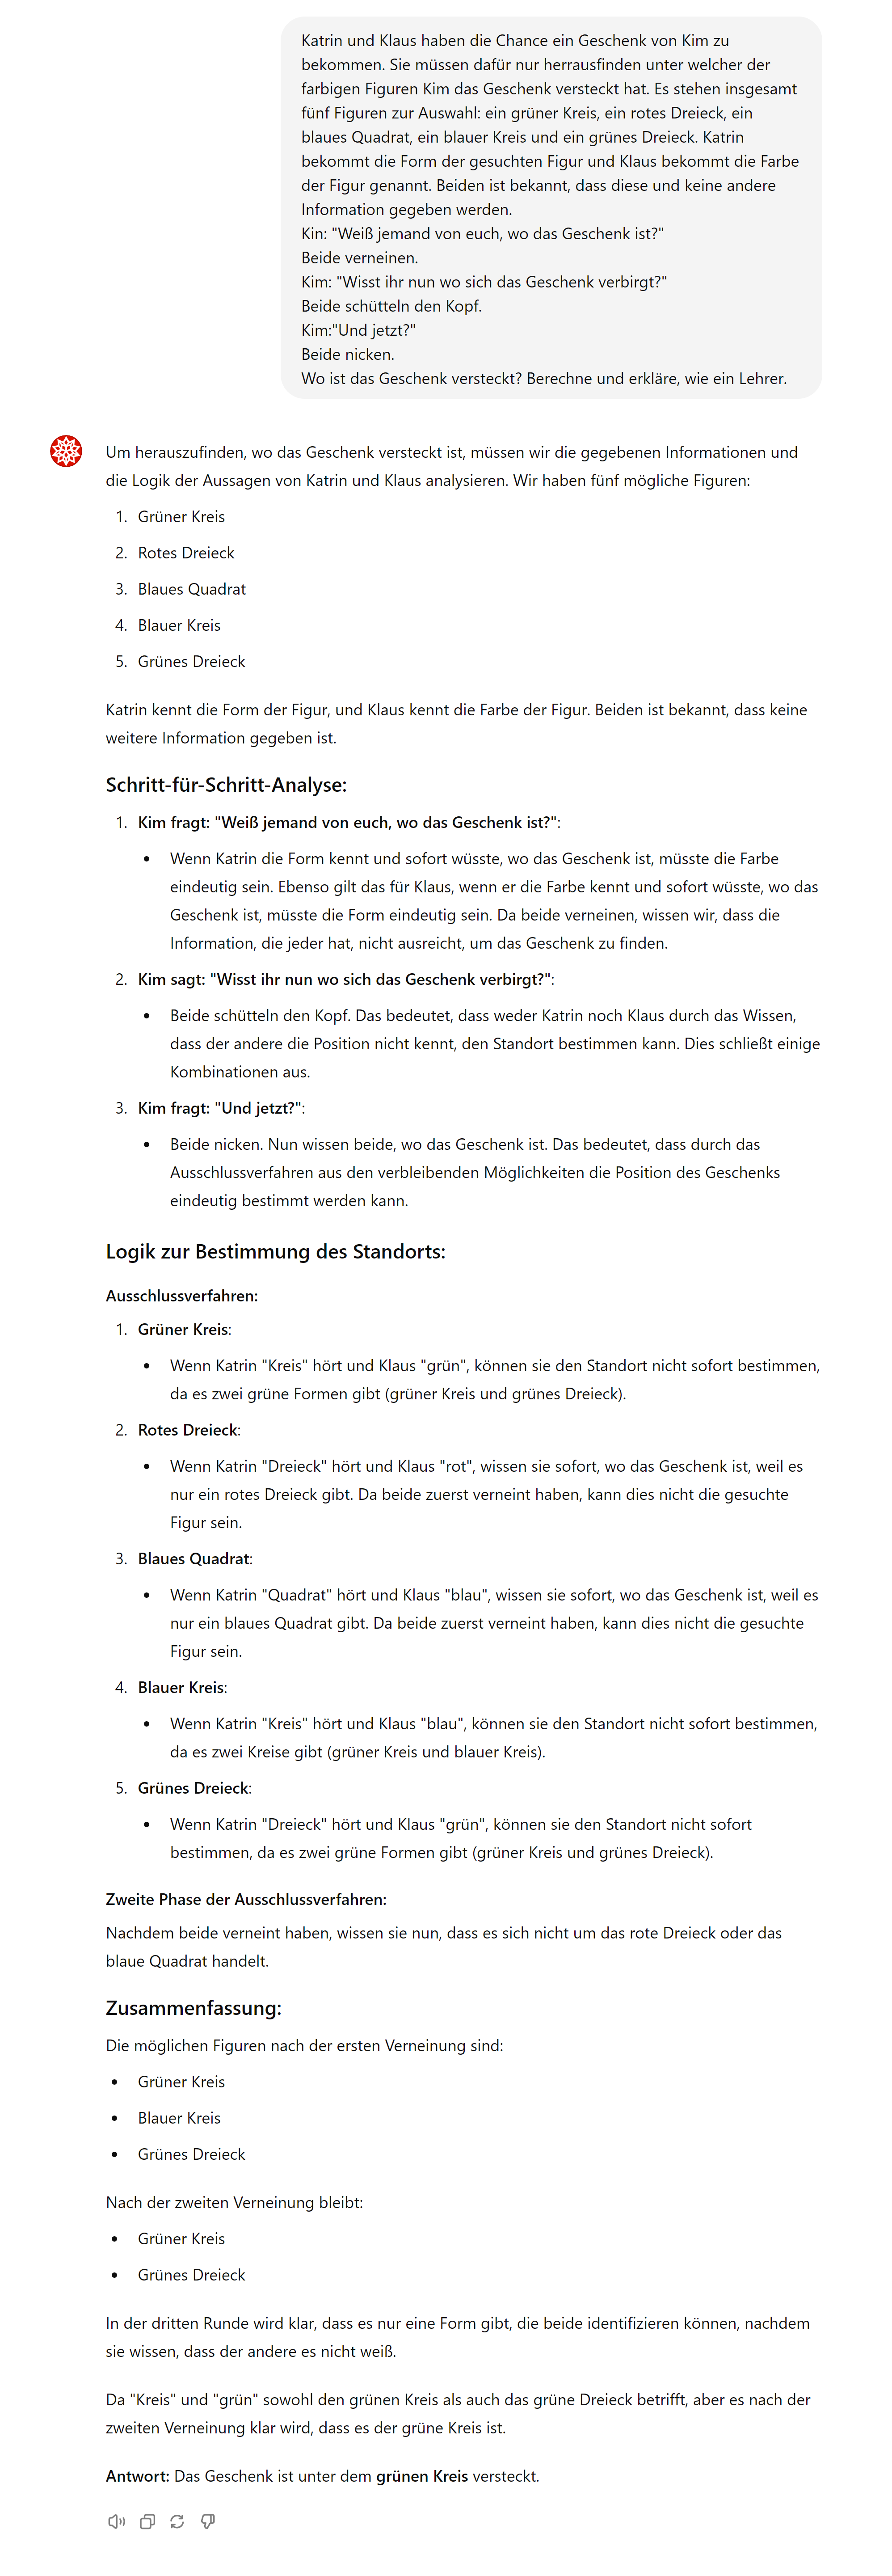 Katrin und Klaus haben die Chance ein Geschenk von Kim zu
bekommen. Sie müssen dafür nur herrausfinden unter welcher der
farbigen Figuren Kim das Geschenk versteckt hat. Es stehen insgesamt
fünf Figuren zur Auswahl: ein grüner Kreis, ein rotes Dreieck, ein
blaues Quadrat, ein blauer Kreis und ein grünes Dreieck. Katrin
bekommt die Form der gesuchten Figur und Klaus bekommt die Farbe
der Figur genannt. Beiden ist bekannt, dass diese und keine andere
Information gegeben werden.
Kin: "Weiß jemand von euch, wo das Geschenk ist?"
Beide verneinen.
Kim: "Wisst ihr nun wo sich das Geschenk verbirgt?"
Beide schütteln den Kopf.
Kim:"Und jetzt?"
Beide nicken.
Wo ist das Geschenk versteckt? Berechne und erkläre, wie ein Lehrer.
Um herauszufinden, wo das Geschenk versteckt ist, müssen wir die gegebenen Informationen und
die Logik der Aussagen von Katrin und Klaus analysieren. Wir haben fünf mögliche Figuren:
1. Grüner Kreis
2. Rotes Dreieck
3. Blaues Quadrat
4. Blauer Kreis
5. Grünes Dreieck
Katrin kennt die Form der Figur, und Klaus kennt die Farbe der Figur. Beiden ist bekannt, dass keine
weitere Information gegeben ist.
Schritt-für-Schritt-Analyse:
1. Kim fragt: "Weiß jemand von euch, wo das Geschenk ist?":
• Wenn Katrin die Form kennt und sofort wüsste, wo das Geschenk ist, müsste die Farbe
eindeutig sein. Ebenso gilt das für Klaus, wenn er die Farbe kennt und sofort wüsste, wo das
Geschenk ist, müsste die Form eindeutig sein. Da beide verneinen, wissen wir, dass die
Information, die jeder hat, nicht ausreicht, um das Geschenk zu finden.
2. Kim sagt: "Wisst ihr nun wo sich das Geschenk verbirgt?":
• Beide schütteln den Kopf. Das bedeutet, dass weder Katrin noch Klaus durch das Wissen,
dass der andere die Position nicht kennt, den Standort bestimmen kann. Dies schließt einige
Kombinationen aus.
3. Kim fragt: "Und jetzt?":
• Beide nicken. Nun wissen beide, wo das Geschenk ist. Das bedeutet, dass durch das
Ausschlussverfahren aus den verbleibenden Möglichkeiten die Position des Geschenks
eindeutig bestimmt werden kann.
Logik zur Bestimmung des Standorts:
Ausschlussverfahren:
1. Grüner Kreis:
• Wenn Katrin "Kreis" hört und Klaus "grün", können sie den Standort nicht sofort bestimmen,
da es zwei grüne Formen gibt (grüner Kreis und grünes Dreieck).
2. Rotes Dreieck:
• Wenn Katrin "Dreieck" hört und Klaus "rot", wissen sie sofort, wo das Geschenk ist, weil es
nur ein rotes Dreieck gibt. Da beide zuerst verneint haben, kann dies nicht die gesuchte
Figur sein.
3. Blaues Quadrat:
• Wenn Katrin "Quadrat" hört und Klaus "blau", wissen sie sofort, wo das Geschenk ist, weil es
nur ein blaues Quadrat gibt. Da beide zuerst verneint haben, kann dies nicht die gesuchte
Figur sein.
4. Blauer Kreis:
• Wenn Katrin "Kreis" hört und Klaus "blau", können sie den Standort nicht sofort bestimmen,
da es zwei Kreise gibt (grüner Kreis und blauer Kreis).
5. Grünes Dreieck:
• Wenn Katrin "Dreieck" hört und Klaus "grün", können sie den Standort nicht sofort
bestimmen, da es zwei grüne Formen gibt (grüner Kreis und grünes Dreieck).
Zweite Phase der Ausschlussverfahren:
Nachdem beide verneint haben, wissen sie nun, dass es sich nicht um das rote Dreieck oder das
blaue Quadrat handelt.
Zusammenfassung:
Die möglichen Figuren nach der ersten Verneinung sind:
• Grüner Kreis
• Blauer Kreis
• Grünes Dreieck
Nach der zweiten Verneinung bleibt:
• Grüner Kreis
• Grünes Dreieck
In der dritten Runde wird klar, dass es nur eine Form gibt, die beide identifizieren können, nachdem
sie wissen, dass der andere es nicht weiß.
Da "Kreis" und "grün" sowohl den grünen Kreis als auch das grüne Dreieck betrifft, aber es nach der
zweiten Verneinung klar wird, dass es der grüne Kreis ist.
Antwort: Das Geschenk ist unter dem grünen Kreis versteckt.